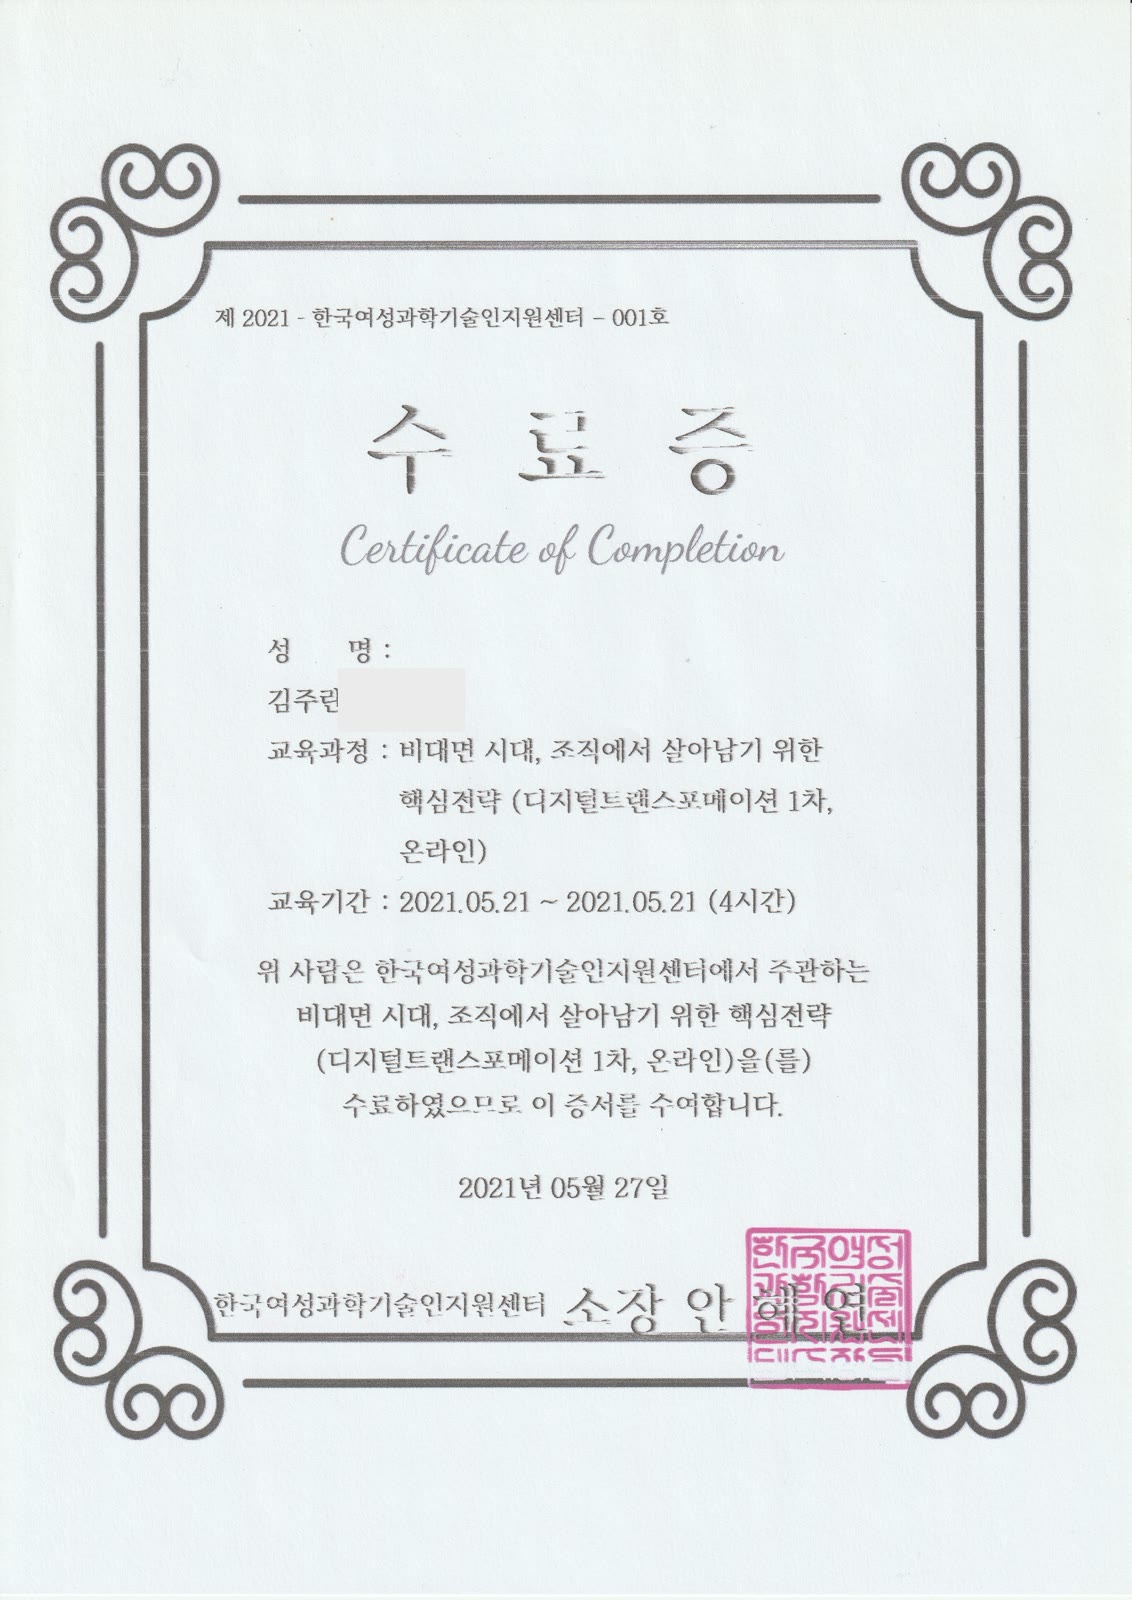 제 2021 - 한국여성과학기술인지원센터 – 001호
수 료 증
Certificate of Completion
성 명 :
김주란
교육과정 : 비대면 시대, 조직에서 살아남기 위한
핵심전략 (디지털트랜스포메이션 1차,
온라인)
교육기간 : 2021.05.21 ~ 2021.05.21 (4시간)
위 사람은 한국여성과학기술인지원센터에서 주관하는
비대면 시대, 조직에서 살아남기 위한 핵심전략
(디지털트랜스포메이션 1차, 온라인)을(를)
수료하였으므로 이 증서를 수여합니다.
2021년 05월 27일
한국여성과학기술인지원센터 소장 안 혜 연